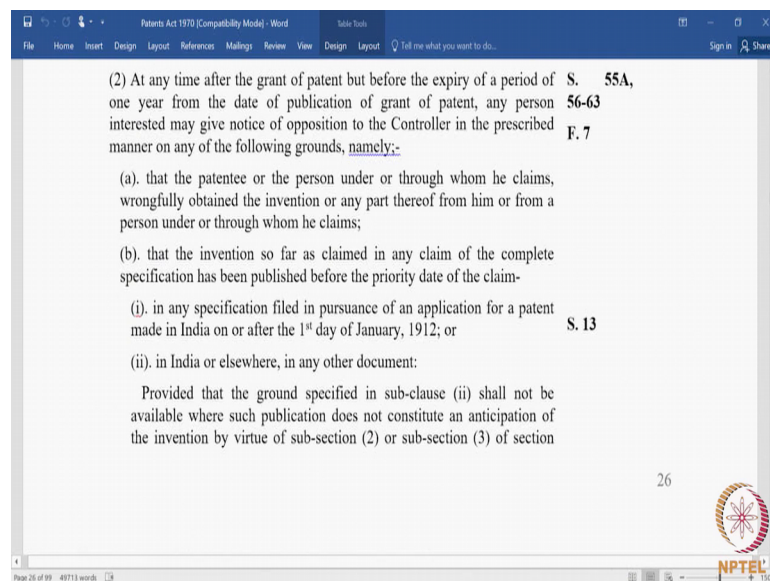 Patents Act 1970 [Compatibility Mode] - Word
Table Tools
File Home Insert Design Layout References Mailings Review View Design Layout Tell me what you want to do... Sign in Share
(2) At any time after the grant of patent but before the expiry of a period of S. 55A,
one year from the date of publication of grant of patent, any person 56-63
interested may give notice of opposition to the Controller in the prescribed
F. 7
manner on any of the following grounds, namely;-
(a). that the patentee or the person under or through whom he claims,
wrongfully obtained the invention or any part thereof from him or from a
person under or through whom he claims;
(b). that the invention so far as claimed in any claim of the complete
specification has been published before the priority date of the claim-
(i). in any specification filed in pursuance of an application for a patent
made in India on or after the 1st day of January, 1912; or S. 13
(ii). in India or elsewhere, in any other document:
Provided that the ground specified in sub-clause (ii) shall not be
available where such publication does not constitute an anticipation of
the invention by virtue of sub-section (2) or sub-section (3) of section
26
NPTEL
Page 26 of 99 49713 words